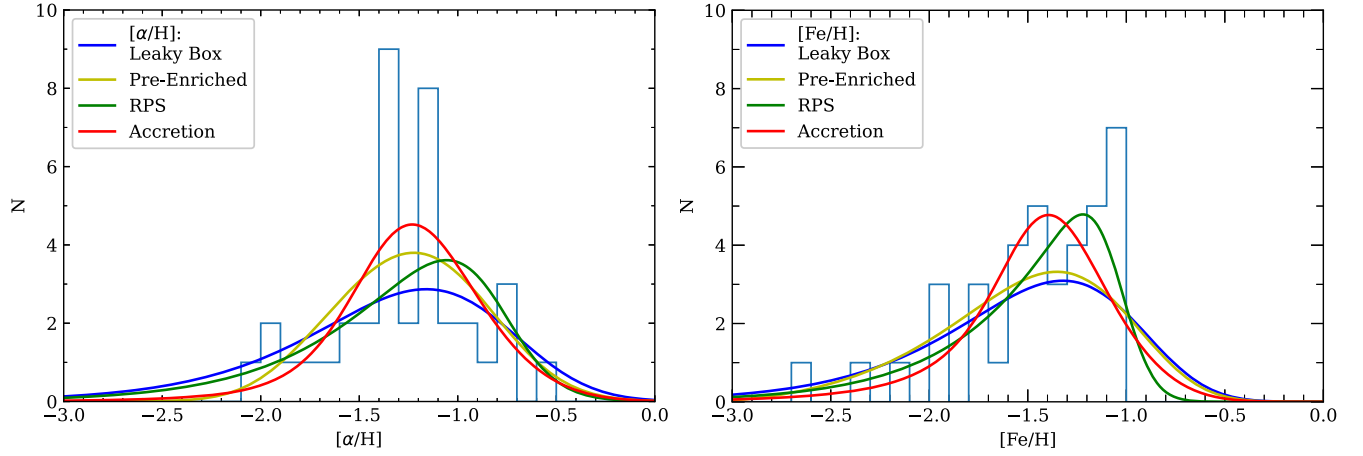 10
8
6
4
2
0
N
[α/H]:
Leaky Box
Pre-Enriched
RPS
Accretion
−3.0 −2.5 −2.0 −1.5 −1.0 −0.5 0.0
[α/H]
10
8
6
4
2
0
N
[Fe/H]:
Leaky Box
Pre-Enriched
RPS
Accretion
−3.0 −2.5 −2.0 −1.5 −1.0 −0.5 0.0
[Fe/H]